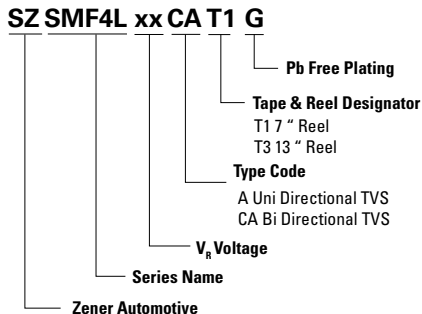 SZ SMF4L xx CA T1 G
Pb Free Plating
Tape & Reel Designator
T1 7 “ Reel
T3 13 “ Reel
Type Code
A Uni Directional TVS
CA Bi Directional TVS
VR Voltage
Series Name
Zener Automotive